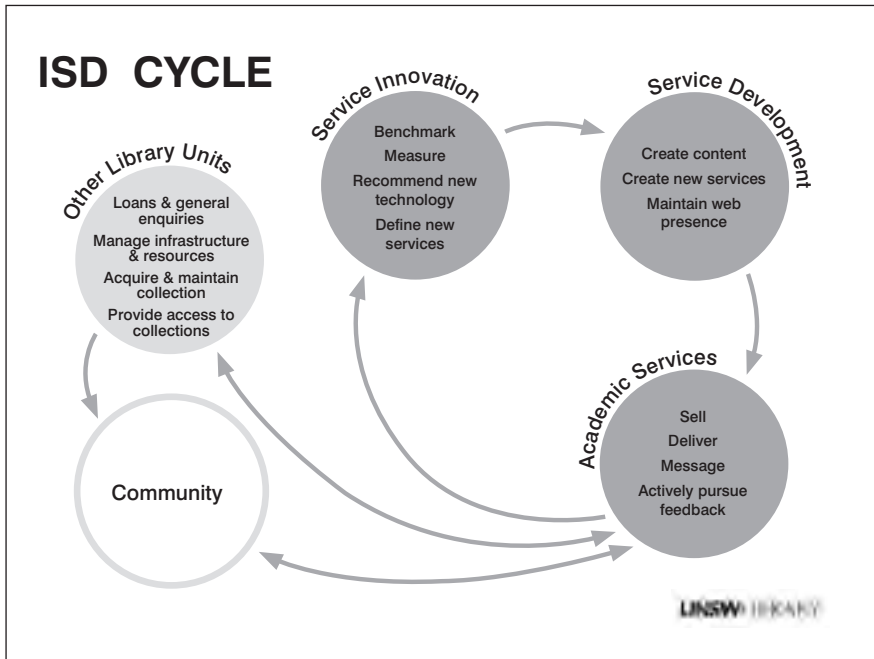 ISD CYCLE
Other Library Units
Loans & general
enquiries
Manage infrastructure
& resources
Acquire & maintain
collection
Provide access to
collections
Community
Service Innovation
Benchmark
Measure
Recommend new
technology
Define new
services
Service Development
Create content
Create new services
Maintain web
presence
Academic Services
Sell
Deliver
Message
Actively pursue
feedback
UNSW LIBRARY